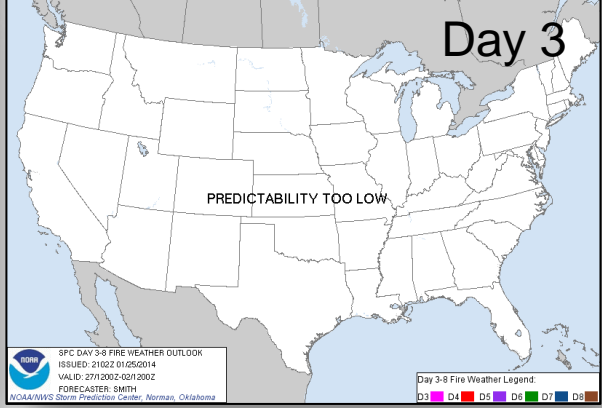 Day 3
PREDICTABILITY TOO LOW
NOAA
SPC DAY 3-8 FIRE WEATHER OUTLOOK
ISSUED: 2102Z 01/25/2014
VALID: 27/1200Z-02/1200Z
FORECASTER: SMITH
NOAA/NWS Storm Prediction Center, Norman, Oklahoma
Day 3-8 Fire Weather Legend:
D3 D4 D5 D6 D7 D8